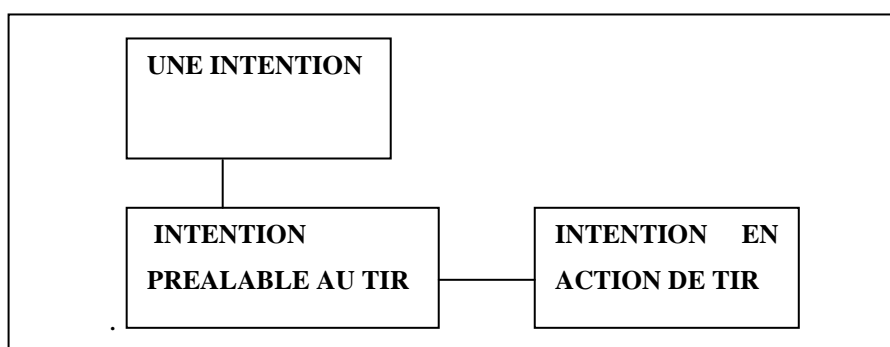 UNE INTENTION
INTENTION
PREALABLE AU TIR
INTENTION EN
ACTION DE TIR
.